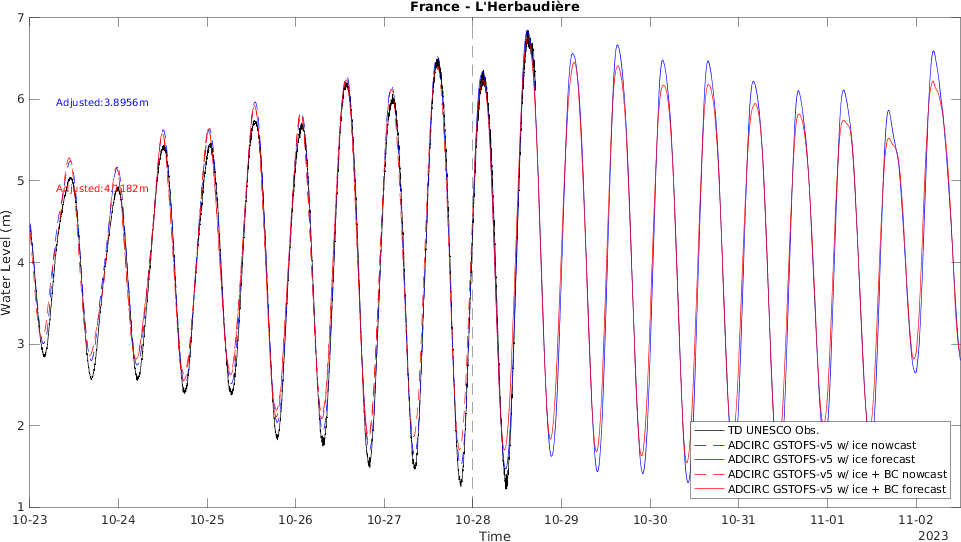 France - L'Herbaudière
7
6
5
4
3
2
1
Water Level (m)
Adjusted:3.8956m
TD UNESCO Obs.
ADCIRC GSTOFS-v5 w/ ice nowcast
ADCIRC GSTOFS-v5 w/ ice forecast
ADCIRC GSTOFS-v5 w/ ice + BC nowcast
ADCIRC GSTOFS-v5 w/ ice + BC forecast
10-23 10-24 10-25 10-26 10-27 10-28 10-29 10-30 10-31 11-01 11-02
Time
2023